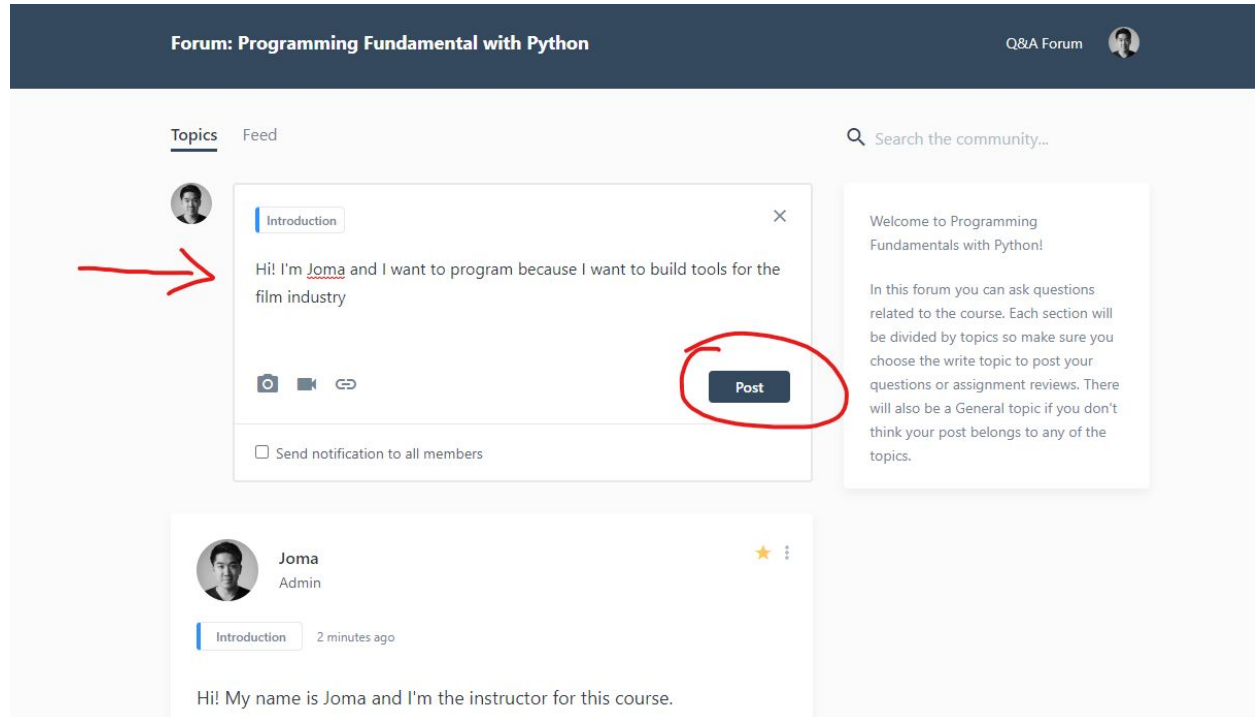 Forum: Programming Fundamental with Python
Q&A Forum
Topics
Feed
Search the community...
Introduction
Hi! I'm Joma and I want to program because I want to build tools for the
film industry
Post
Send notification to all members
Welcome to Programming
Fundamentals with Python!
In this forum you can ask questions
related to the course. Each section will
be divided by topics so make sure you
choose the write topic to post your
questions or assignment reviews. There
will also be a General topic if you don't
think your post belongs to any of the
topics.
Joma
Admin
Introduction
2 minutes ago
Hi! My name is Joma and I'm the instructor for this course.